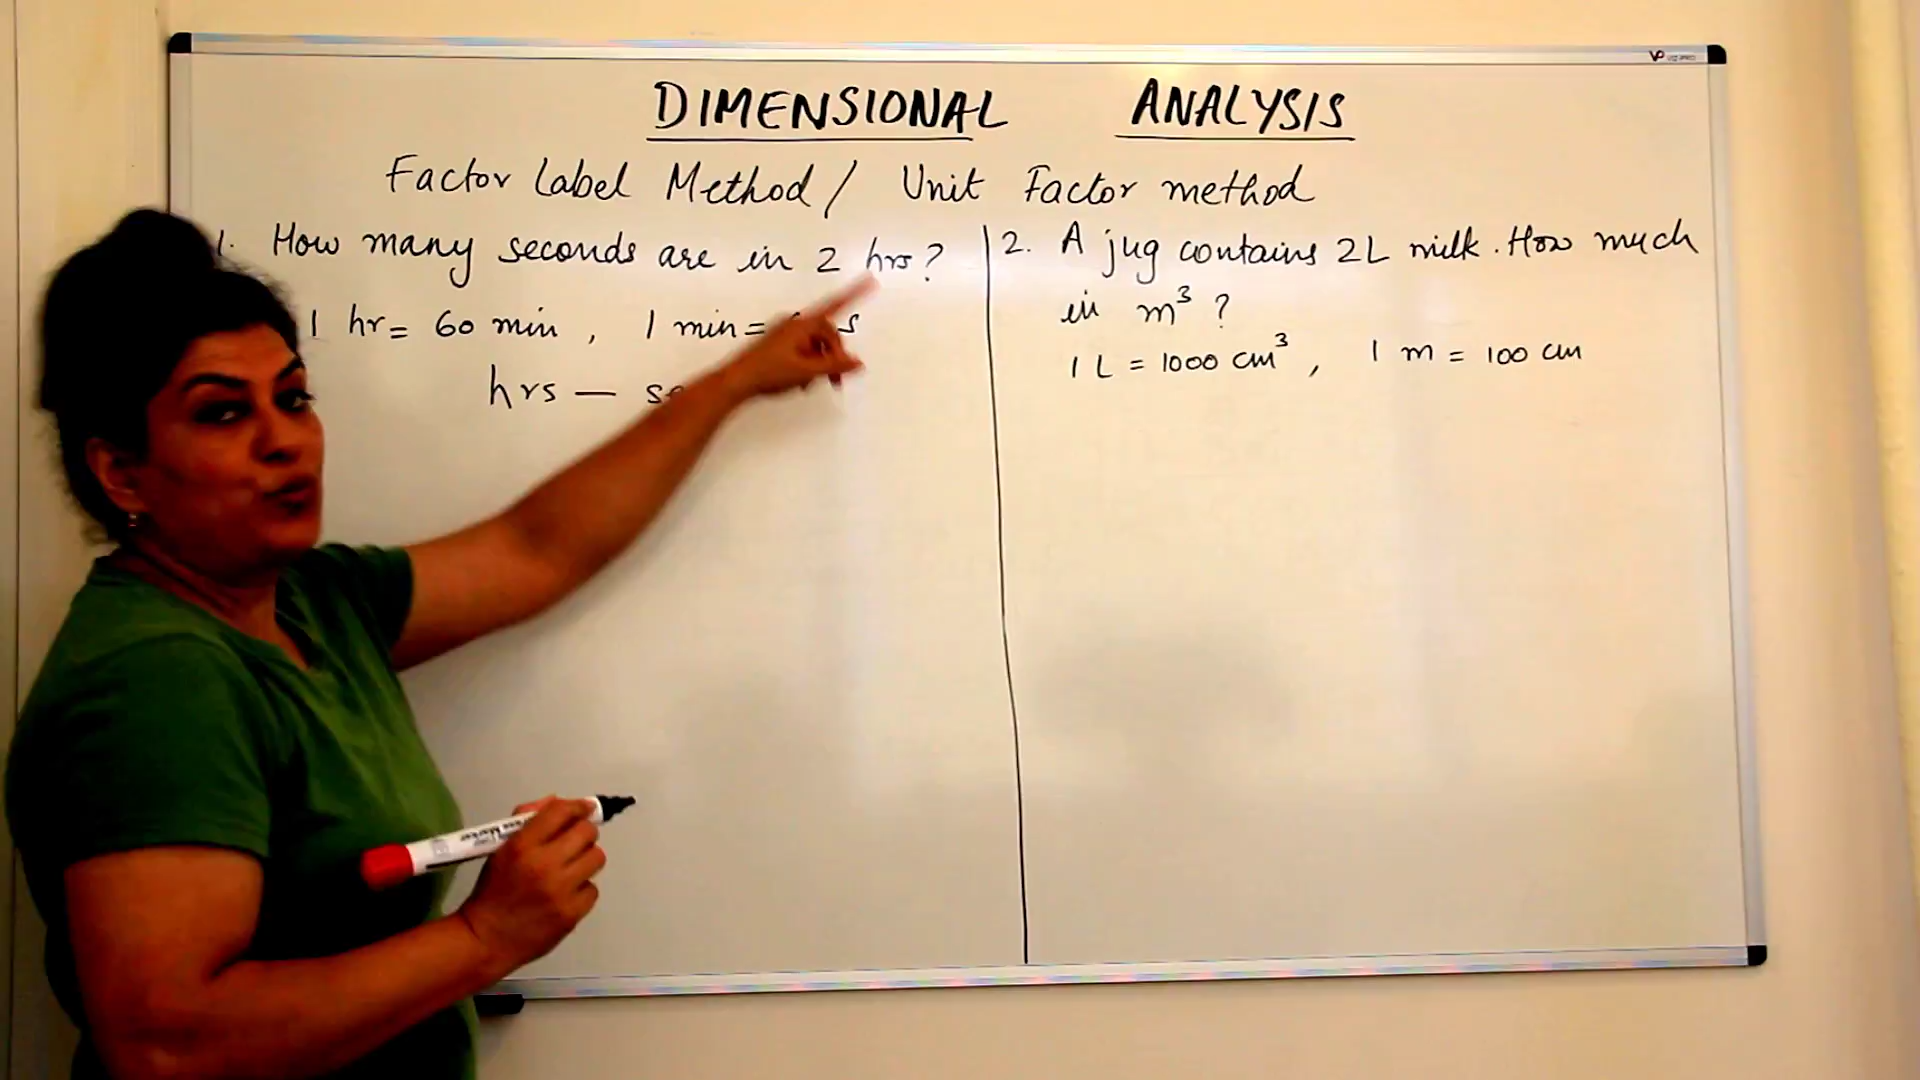 DIMENSIONAL ANALYSIS
Factor Label Method / Unit Factor method
1. How many seconds are in 2 hrs?
1 hr = 60 min , 1 min = s
hrs —
2. A jug contains 2L milk. How much
in m³ ?
1 L = 1000 cm³ , 1 m = 100 cm